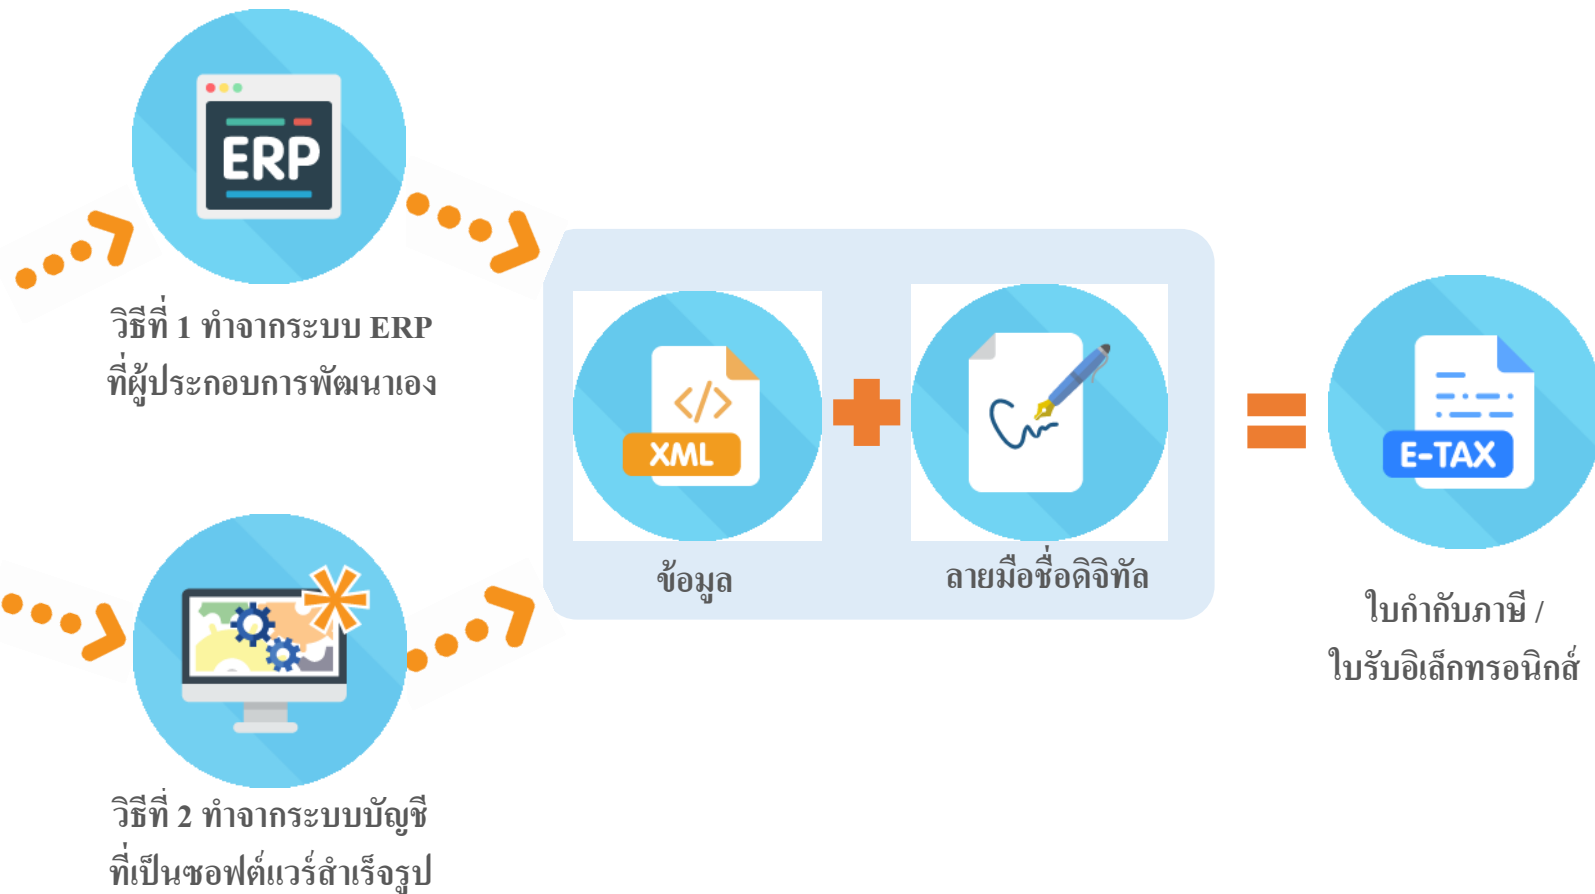 ERP
วิธีที่ 1 ทำจากระบบ ERP
ที่ผู้ประกอบการพัฒนาเอง
</>
XML
ข้อมูล
ลายมือชื่อดิจิทัล
E-TAX
ใบกำกับภาษี /
ใบรับอิเล็กทรอนิกส์
วิธีที่ 2 ทำจากระบบบัญชี
ที่เป็นซอฟต์แวร์สำเร็จรูป